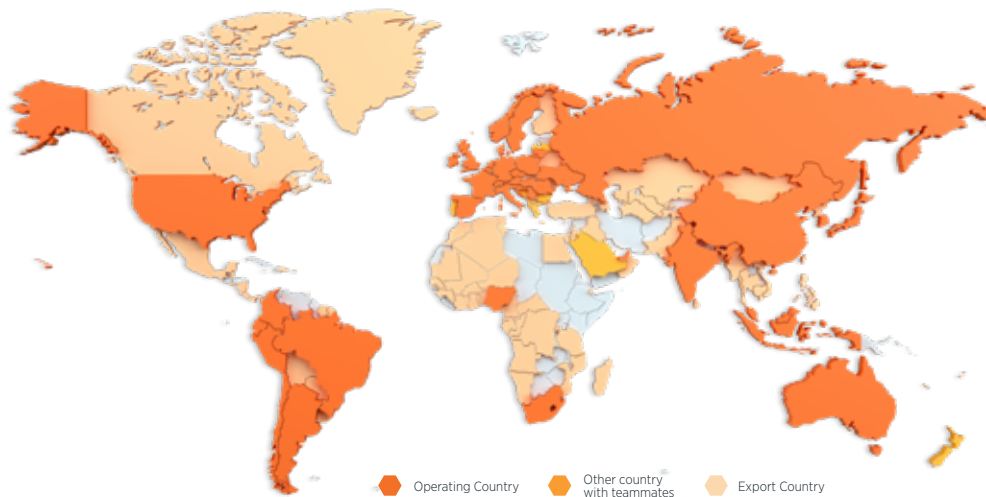 Operating Country
Other country
with teammates
Export Country